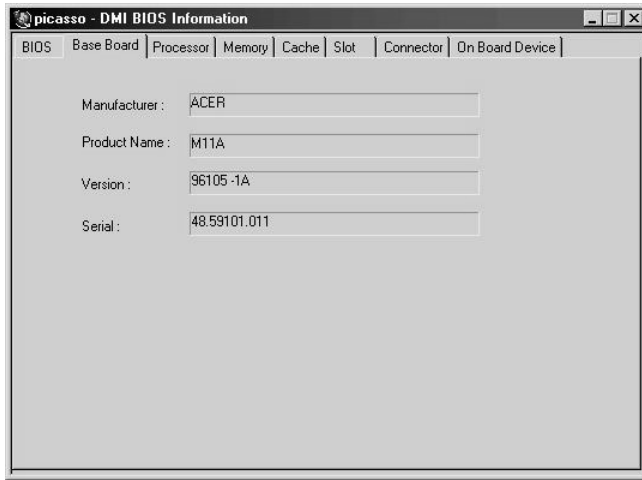 picasso - DMI BIOS Information
BIOS Base Board Processor Memory Cache Slot Connector On Board Device
Manufacturer : ACER
Product Name : M11A
Version : 96105 -1A
Serial : 48.59101.011